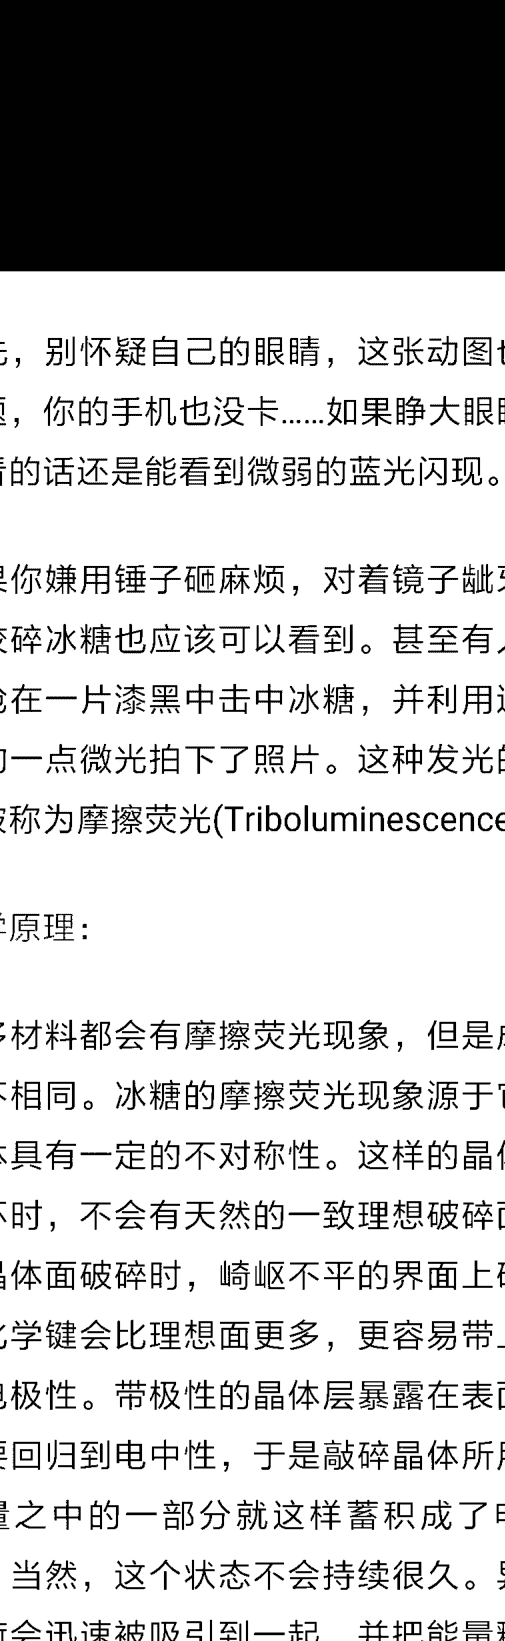 ，别怀疑自己的眼睛，这张动图
，你的手机也没卡……如果睁大眼
的话还是能看到微弱的蓝光闪现。
你嫌用锤子砸麻烦，对着镜子龇
碎冰糖也应该可以看到。甚至有
在一片漆黑中击中冰糖，并利用
一点微光拍下了照片。这种发光
称为摩擦荧光(Triboluminescence
原理：
材料都会有摩擦荧光现象，但是
相同。冰糖的摩擦荧光现象源于
具有一定的不对称性。这样的晶
时，不会有天然的一致理想破碎
体面破碎时，崎岖不平的界面上
学键会比理想面更多，更容易带
极性。带极性的晶体层暴露在表
回归到电中性，于是敲碎晶体所
之中的一部分就这样蓄积成了
当然，这个状态不会持续很久。
会迅速被吸引到一起，并把能量